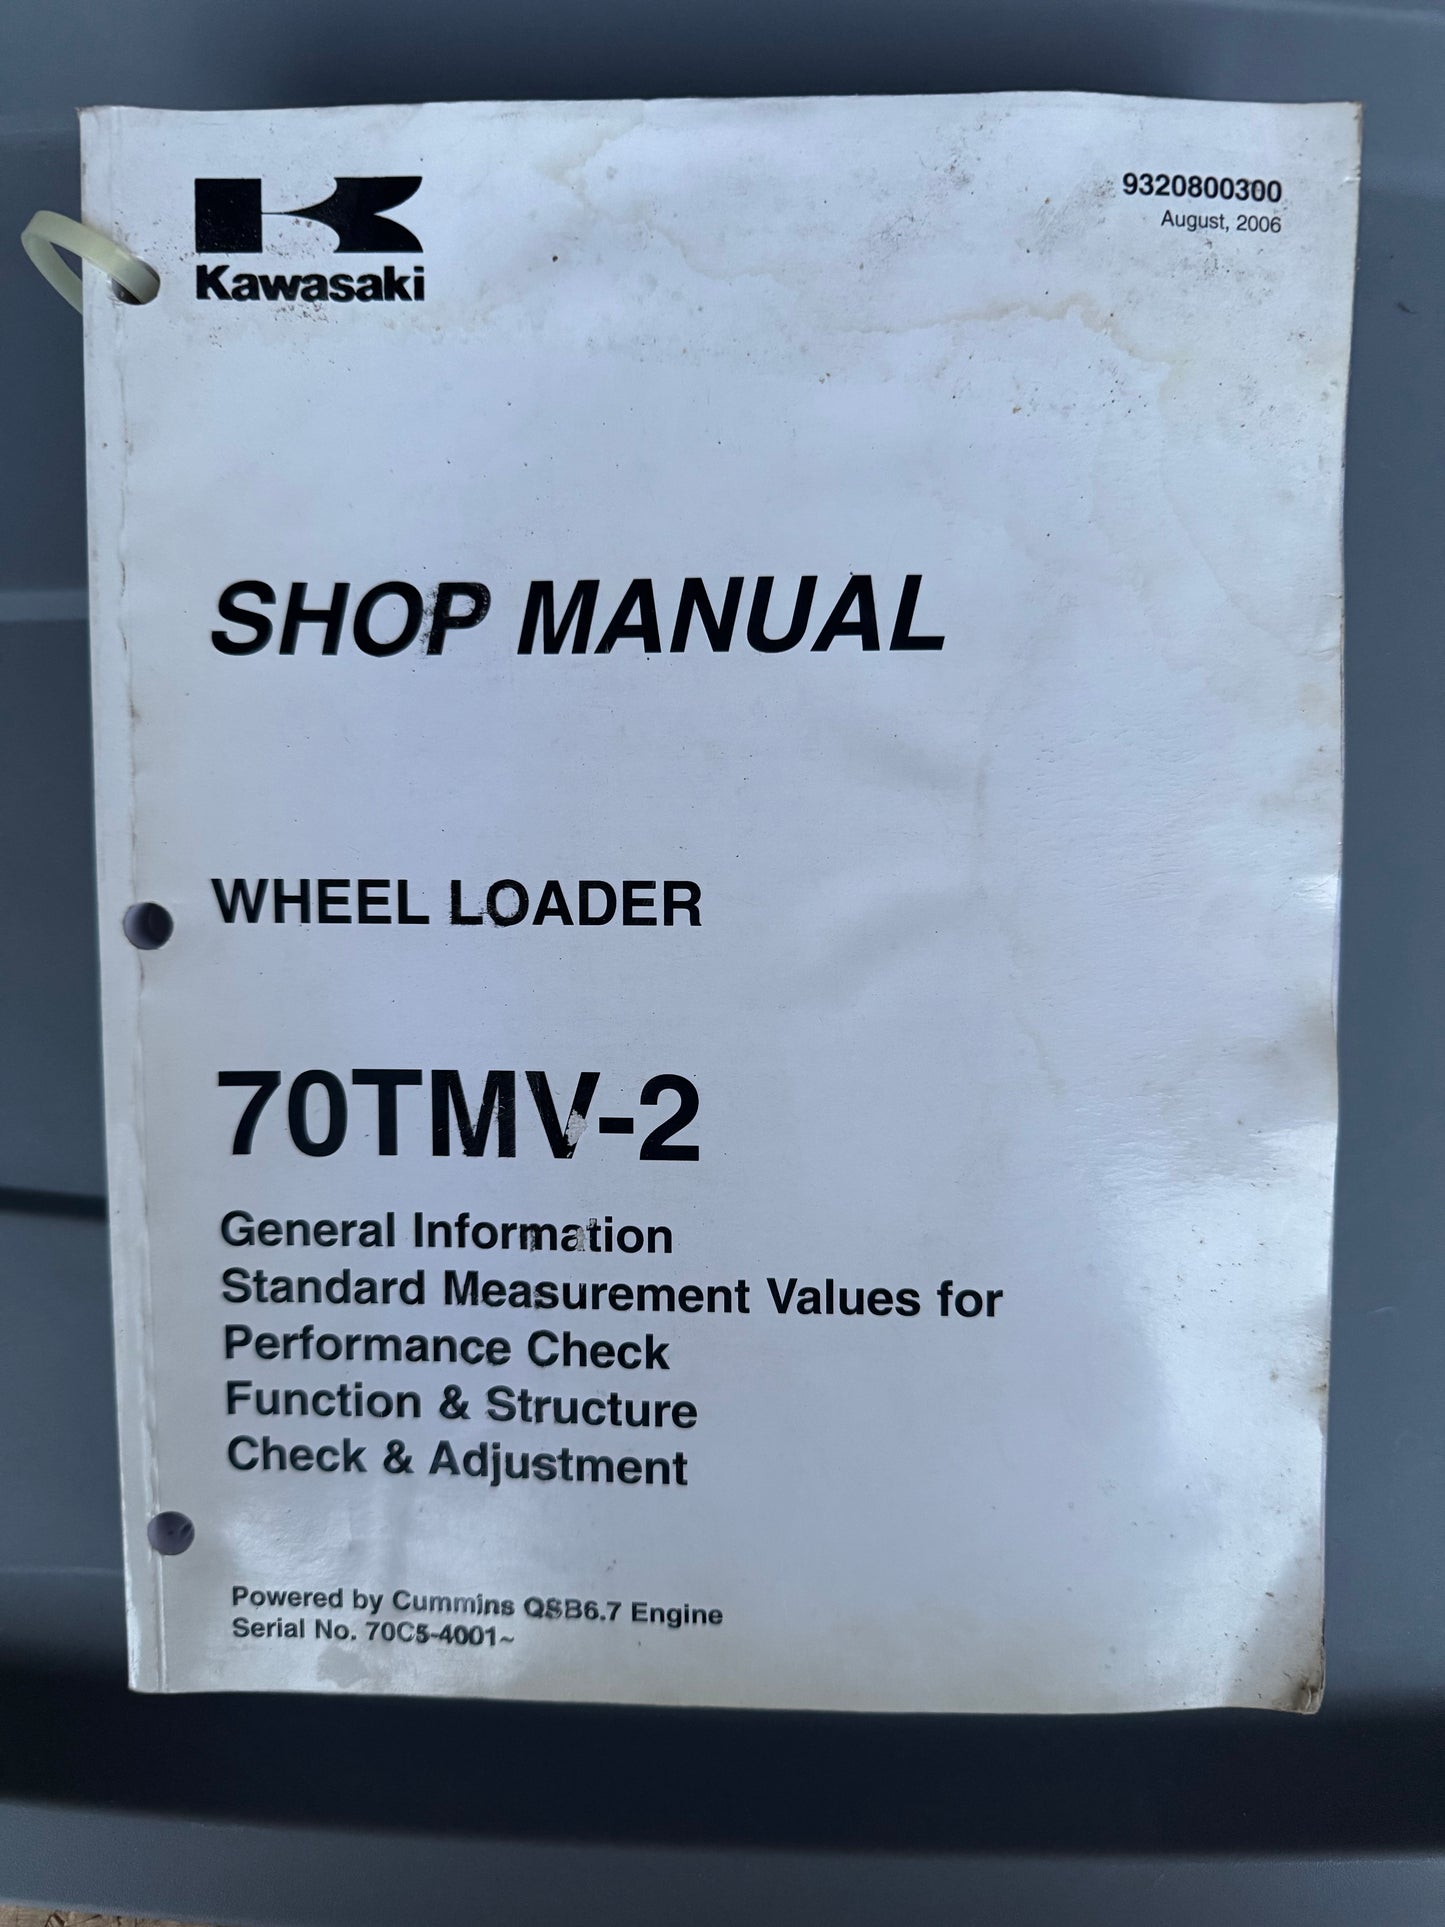 Kawasaki
9320800300
August, 2006
SHOP MANUAL
WHEEL LOADER
70TMV-2
General Information
Standard Measurement Values for
Performance Check
Function & Structure
Check & Adjustment
Powered by Cummins QSB6.7 Engine
Serial No. 70C5-4001~